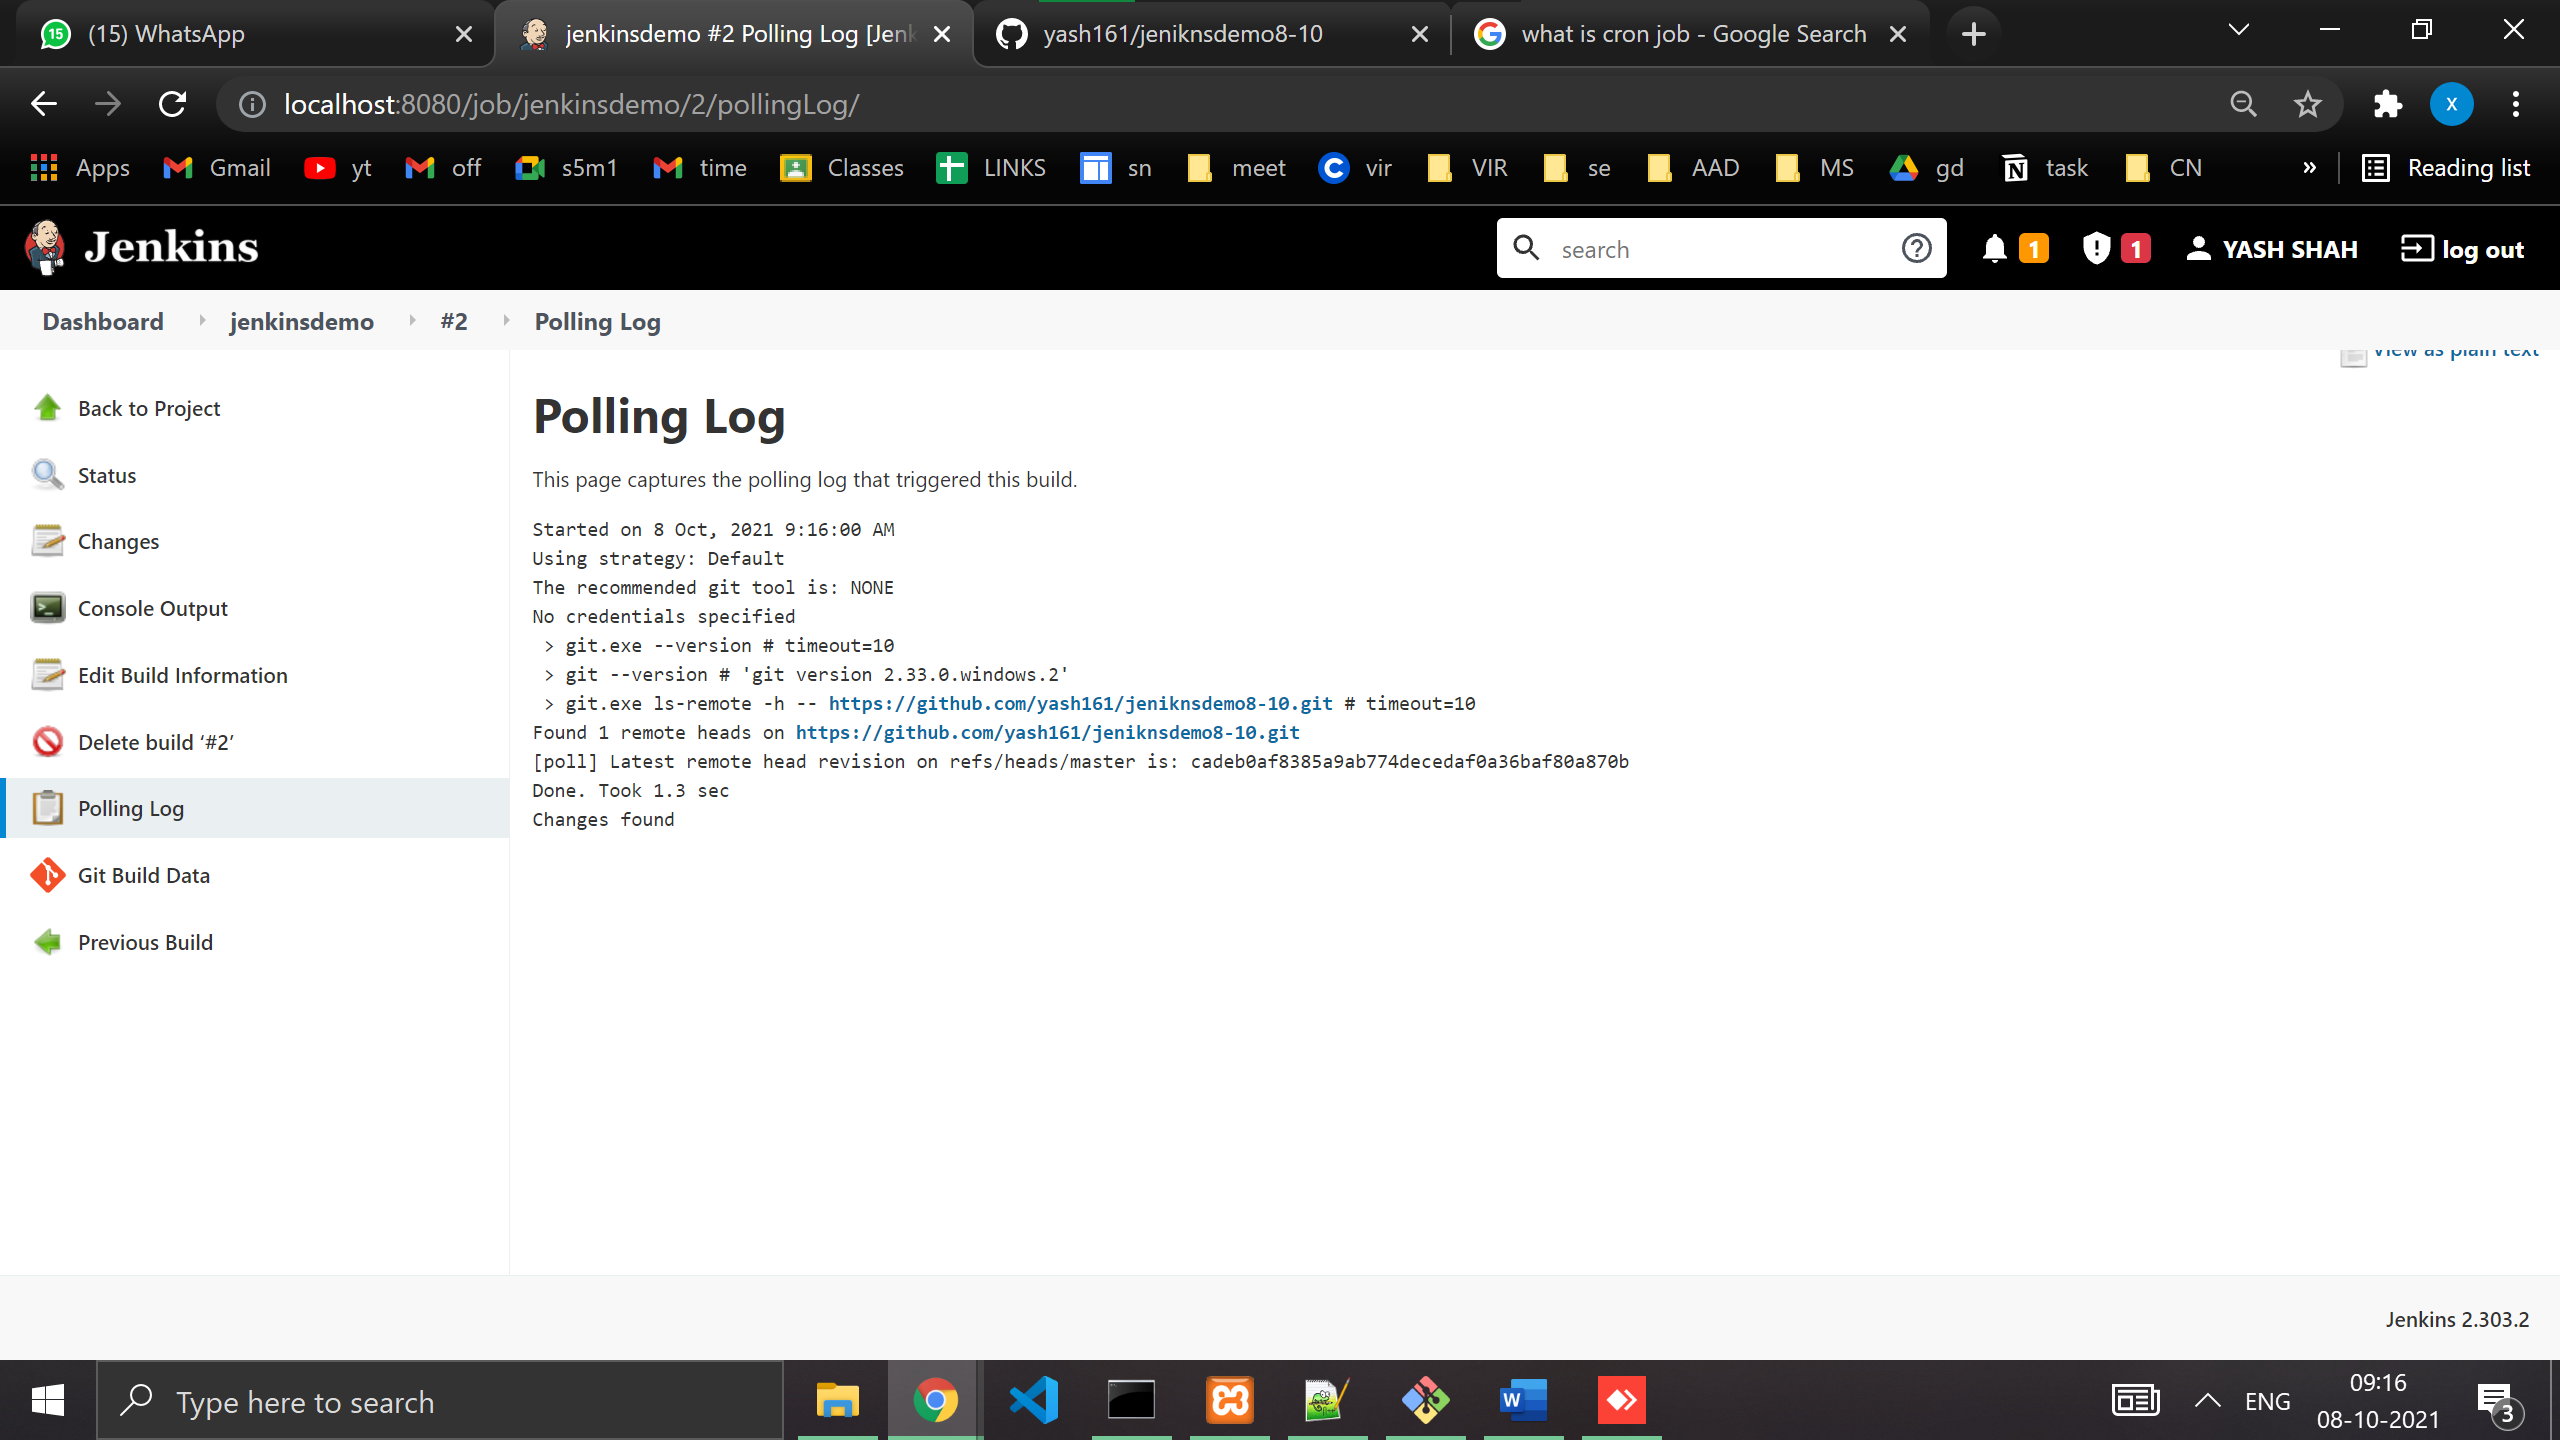 (15) WhatsApp
jenkinsdemo #2 Polling Log [Jenk
yash161/jeniknsdemo8-10
what is cron job - Google Search
localhost:8080/job/jenkinsdemo/2/pollingLog/
X
Apps
Gmail
yt
off
s5m1
time
Classes
LINKS
sn
meet
vir
VIR
se
AAD
MS
gd
task
CN
»
Reading list
Jenkins
search
1
1
YASH SHAH
log out
Dashboard
jenkinsdemo
#2
Polling Log
View as plain text
Back to Project
Status
Changes
Console Output
Edit Build Information
Delete build ‘#2’
Polling Log
Git Build Data
Previous Build
Polling Log
This page captures the polling log that triggered this build.
Started on 8 Oct, 2021 9:16:00 AM
Using strategy: Default
The recommended git tool is: NONE
No credentials specified
> git.exe --version # timeout=10
> git --version # 'git version 2.33.0.windows.2'
> git.exe ls-remote -h -- https://github.com/yash161/jeniknsdemo8-10.git # timeout=10
Found 1 remote heads on https://github.com/yash161/jeniknsdemo8-10.git
[poll] Latest remote head revision on refs/heads/master is: cadeb0af8385a9ab774decedaf0a36baf80a870b
Done. Took 1.3 sec
Changes found
Jenkins 2.303.2
Type here to search
ENG
09:16
08-10-2021
3